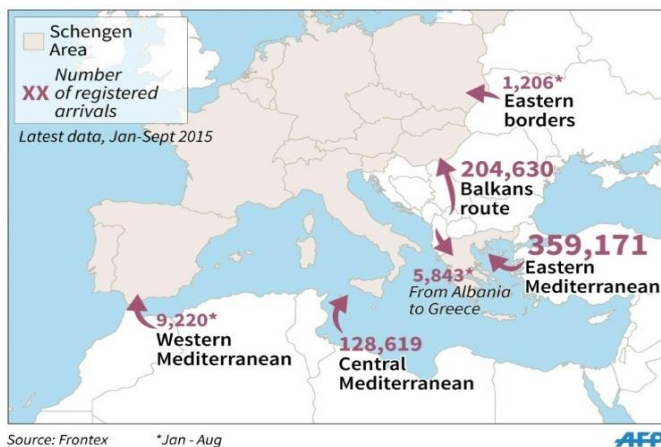 Schengen
Area
XX Number
of registered
arrivals
Latest data, Jan-Sept 2015
1,206*
Eastern
borders
204,630
Balkans
route
359,171
Eastern
Mediterranean
5,843*
From Albania
to Greece
9,220*
Western
Mediterranean
128,619
Central
Mediterranean
Source: Frontex *Jan - Aug
AFP